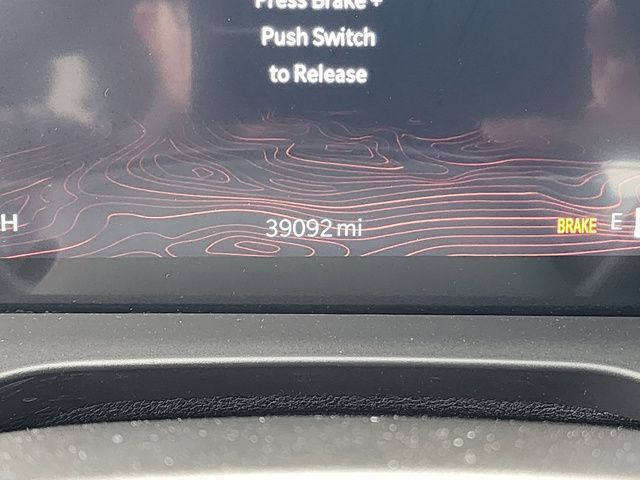 Press Brake +
Push Switch
to Release
H
39092 mi
BRAKE
E